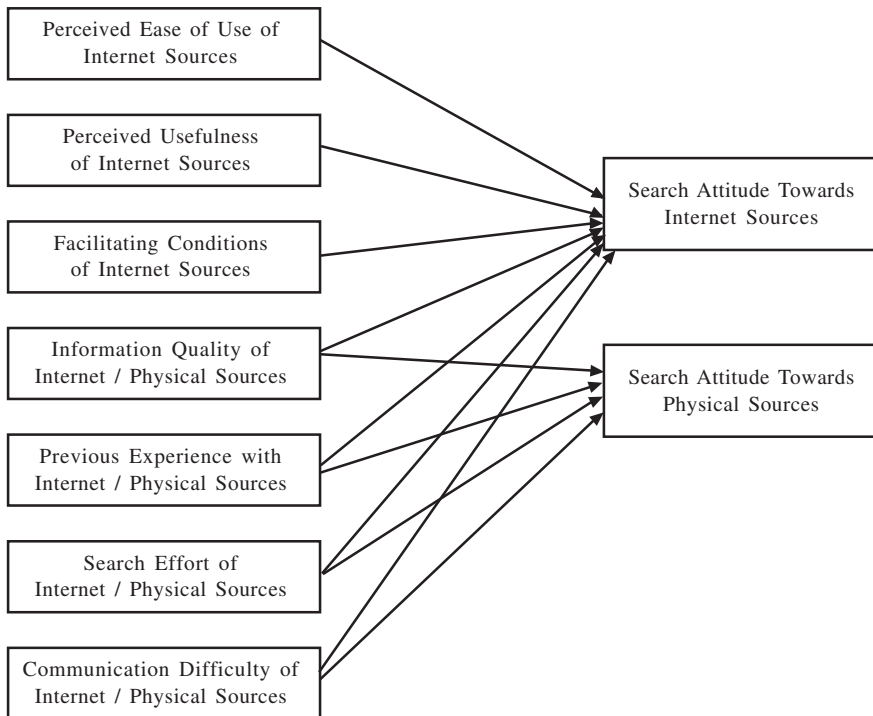 Perceived Ease of Use of
Internet Sources
Perceived Usefulness
of Internet Sources
Facilitating Conditions
of Internet Sources
Information Quality of
Internet / Physical Sources
Previous Experience with
Internet / Physical Sources
Search Effort of
Internet / Physical Sources
Communication Difficulty of
Internet / Physical Sources
Search Attitude Towards
Internet Sources
Search Attitude Towards
Physical Sources